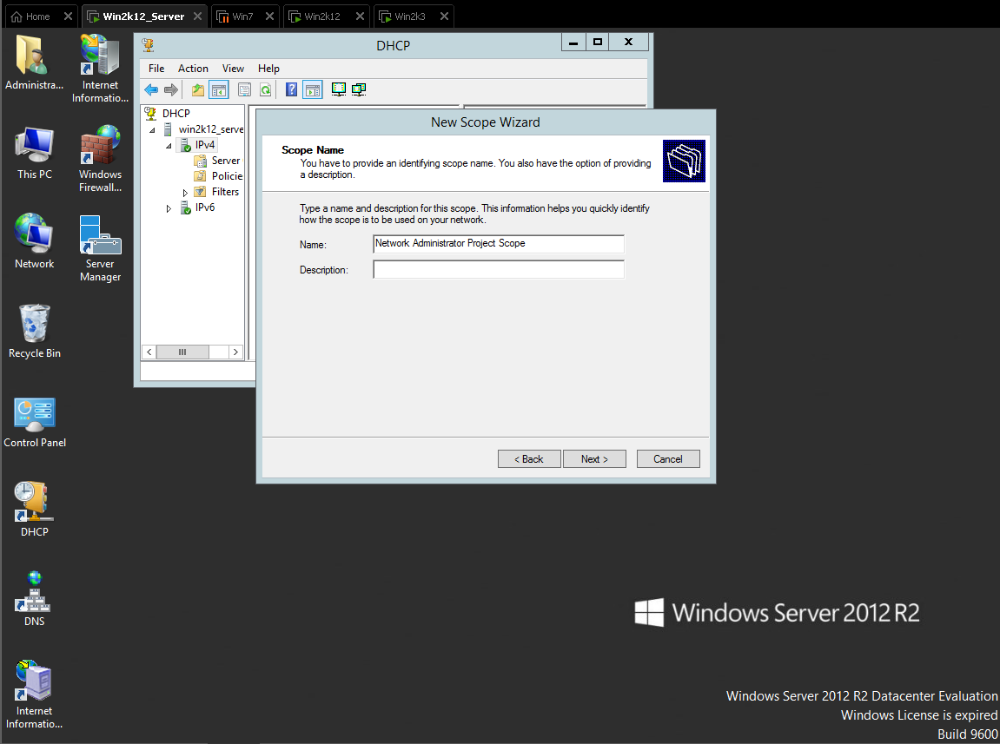 Home
Win2k12_Server
Win7
Win2k12
Win2k3
Administra...
Internet
Informatio...
This PC
Windows
Firewall...
Network
Server
Manager
Recycle Bin
Control Panel
DHCP
DNS
Internet
Informatio...
DHCP
File Action View Help
DHCP
win2k12_serve
IPv4
Server
Policie
Filters
IPv6
New Scope Wizard
Scope Name
You have to provide an identifying scope name. You also have the option of providing
a description.
Type a name and description for this scope. This information helps you quickly identify
how the scope is to be used on your network.
Name: Network Administrator Project Scope
Description:
< Back Next > Cancel
Windows Server 2012 R2
Windows Server 2012 R2 Datacenter Evaluation
Windows License is expired
Build 9600